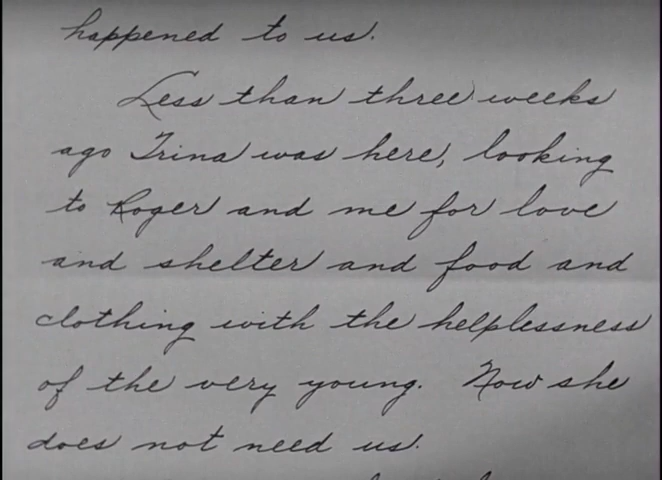 happened to us.
Less than three weeks
ago Trina was here, looking
to Roger and me for love
and shelter and food and
clothing with the helplessness
of the very young. Now she
does not need us.